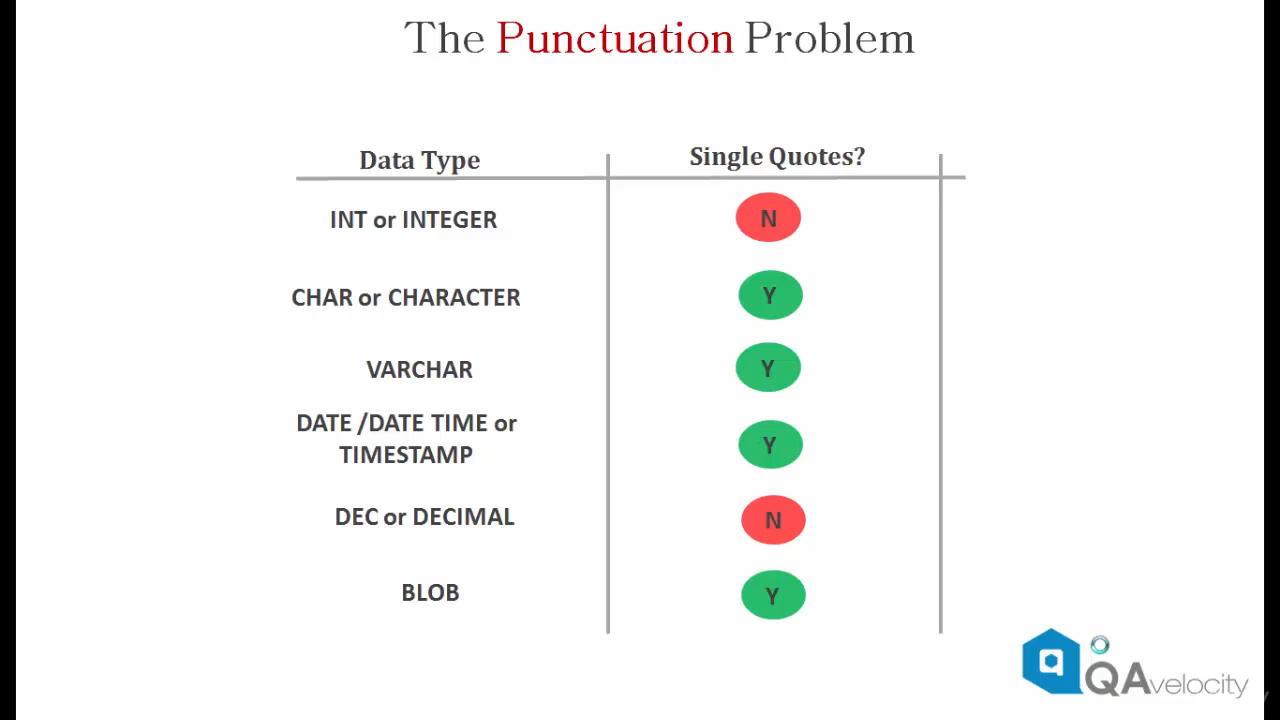 The Punctuation Problem
Data Type
Single Quotes?
INT or INTEGER
N
CHAR or CHARACTER
Y
VARCHAR
Y
DATE /DATE TIME or
TIMESTAMP
Y
DEC or DECIMAL
N
BLOB
Y
q
QAvelocity